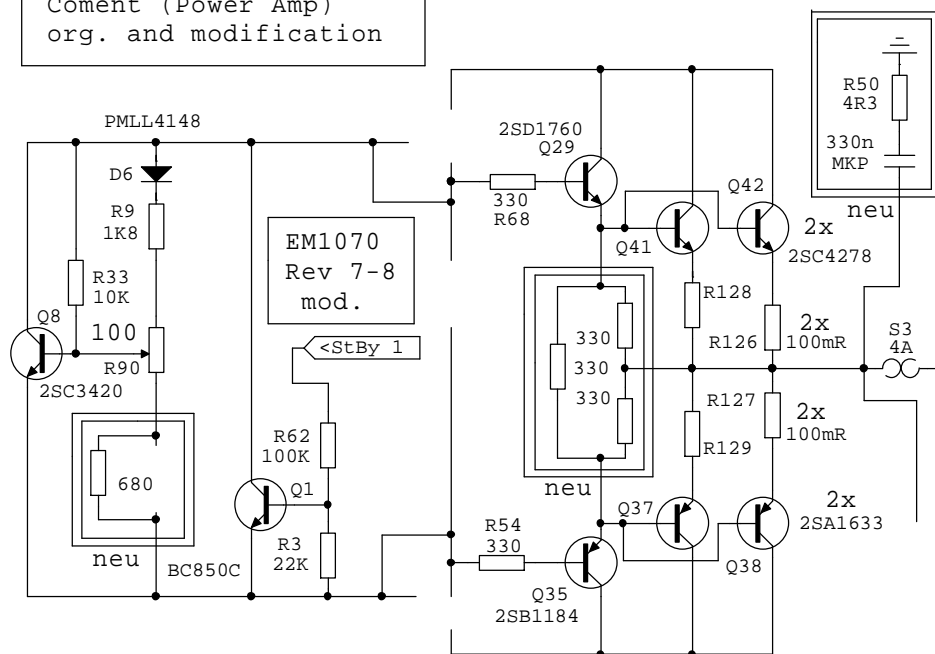 Coment (Power Amp)
org. and modification
PMLL4148
D6
R9
1K8
R33
10K
Q8
100
R90
2SC3420
680
neu
BC850C
EM1070
Rev 7-8
mod.
<StBy 1
R62
100K
Q1
R3
22K
2SD1760
Q29
330
R68
Q41
Q42
2x
2SC4278
R128
R126
2x
100mR
330
330
330
neu
R127
2x
100mR
R129
Q37
2x
2SA1633
Q38
R54
330
Q35
2SB1184
R50
4R3
330n
MKP
neu
S3
4A